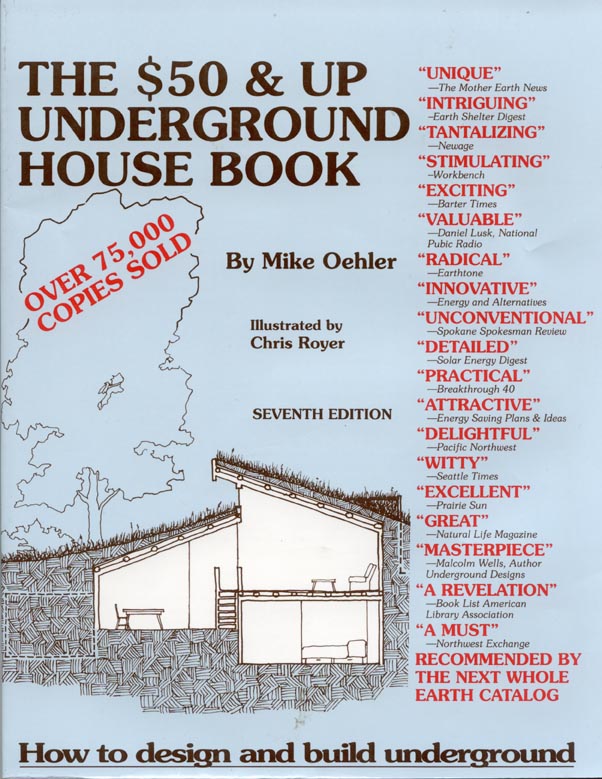 THE $50 & UP
UNDERGROUND
HOUSE BOOK
OVER 75,000
COPIES SOLD
By Mike Oehler
Illustrated by
Chris Royer
SEVENTH EDITION
“UNIQUE”
—The Mother Earth News
“INTRIGUING”
–Earth Shelter Digest
“TANTALIZING”
—Newage
“STIMULATING”
–Workbench
“EXCITING”
—Barter Times
“VALUABLE”
—Daniel Lusk, National
Pubic Radio
“RADICAL”
—Earthtone
“INNOVATIVE”
—Energy and Alternatives
“UNCONVENTIONAL”
—Spokane Spokesman Review
“DETAILED”
—Solar Energy Digest
“PRACTICAL”
—Breakthrough 40
“ATTRACTIVE”
—Energy Saving Plans & Ideas
“DELIGHTFUL”
—Pacific Northwest
“WITTY”
—Seattle Times
“EXCELLENT”
—Prairie Sun
“GREAT”
—Natural Life Magazine
“MASTERPIECE”
—Malcolm Wells, Author
Underground Designs
“A REVELATION”
—Book List American
Library Association
“A MUST”
—Northwest Exchange
RECOMMENDED BY
THE NEXT WHOLE
EARTH CATALOG
How to design and build underground